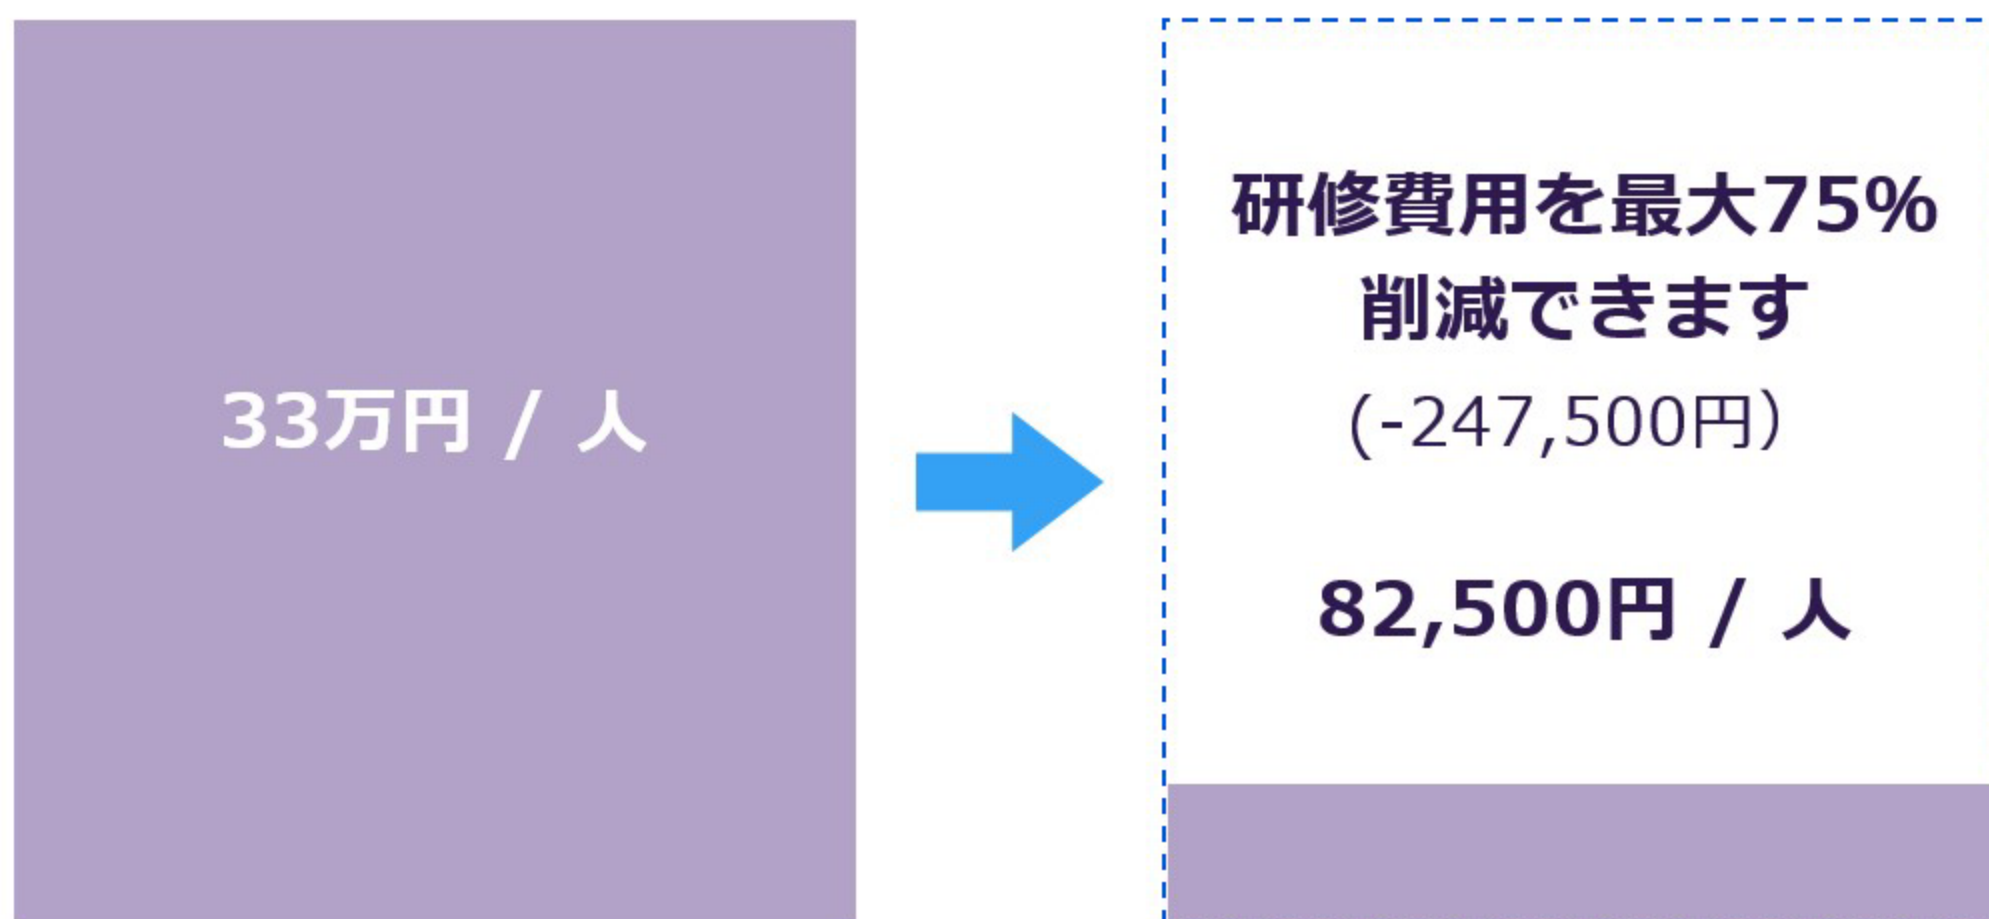 33万円 / 人
研修費用を最大75%
削減できます
(-247,500円）
82,500円 / 人